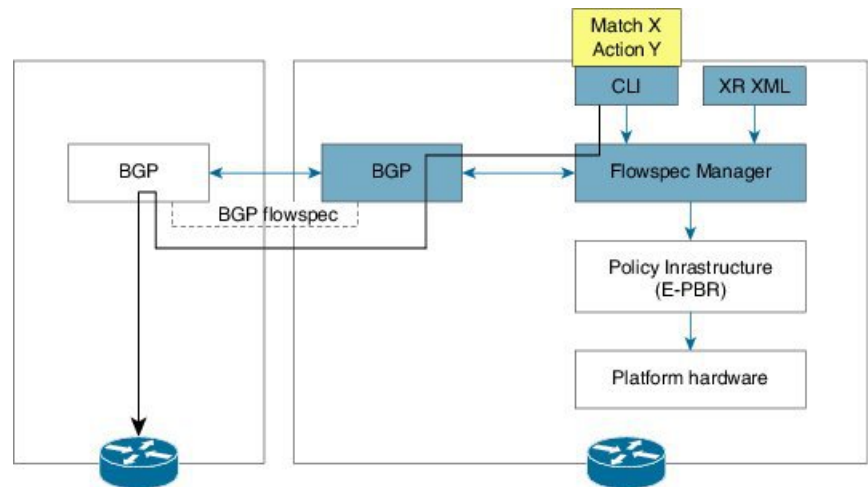 Match X
Action Y
CLI
XR XML
BGP
BGP
Flowspec Manager
BGP flowspec
Policy Inrastructure
(E-PBR)
Platform hardware